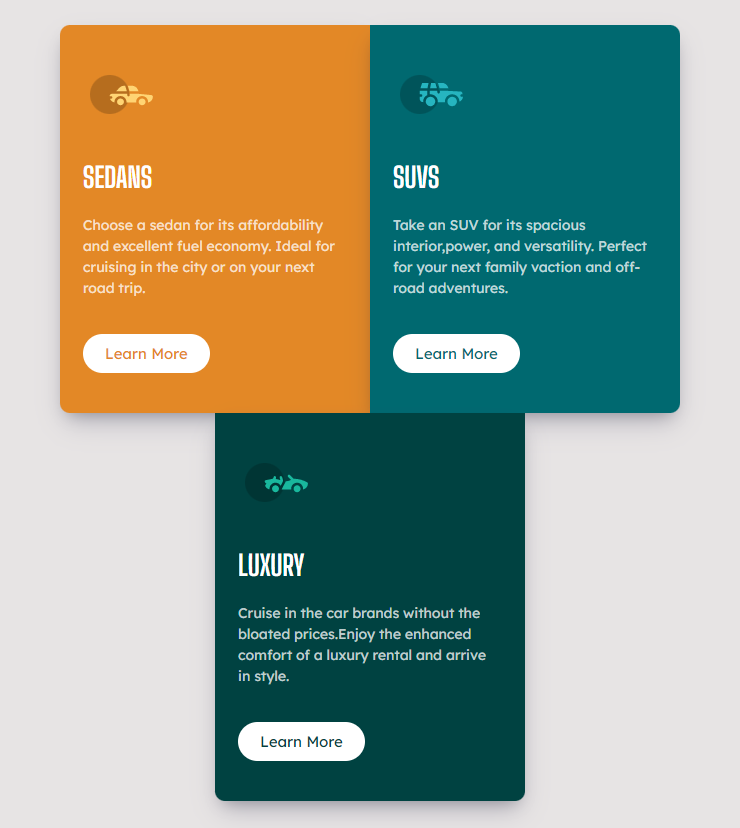 SEDANS
Choose a sedan for its affordability
and excellent fuel economy. Ideal for
cruising in the city or on your next
road trip.
Learn More
SUVS
Take an SUV for its spacious
interior,power, and versatility. Perfect
for your next family vaction and off-
road adventures.
Learn More
LUXURY
Cruise in the car brands without the
bloated prices.Enjoy the enhanced
comfort of a luxury rental and arrive
in style.
Learn More